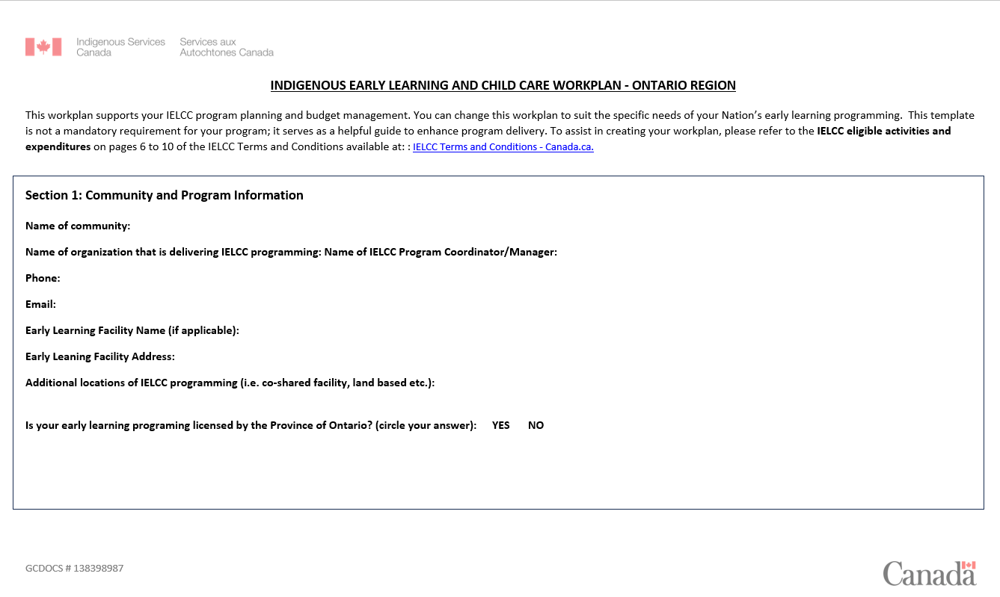 Indigenous Services Canada
Services aux Autochtones Canada
INDIGENOUS EARLY LEARNING AND CHILD CARE WORKPLAN - ONTARIO REGION
This workplan supports your IELCC program planning and budget management. You can change this workplan to suit the specific needs of your Nation's early learning programming.  This template
is not a mandatory requirement for your program; it serves as a helpful guide to enhance program delivery. To assist in creating your workplan, please refer to the IELCC eligible activities and
expenditures on pages 6 to 10 of the IELCC Terms and Conditions available at: : IELCC Terms and Conditions - Canada.ca.
Section 1: Community and Program Information
Name of community:
Name of organization that is delivering IELCC programming: Name of IELCC Program Coordinator/Manager:
Phone:
Email:
Early Learning Facility Name (if applicable):
Early Leaning Facility Address:
Additional locations of IELCC programming (i.e. co-shared facility, land based etc.):
Is your early learning programing licensed by the Province of Ontario? (circle your answer): YES NO
GCDOCS # 138398987
Canada